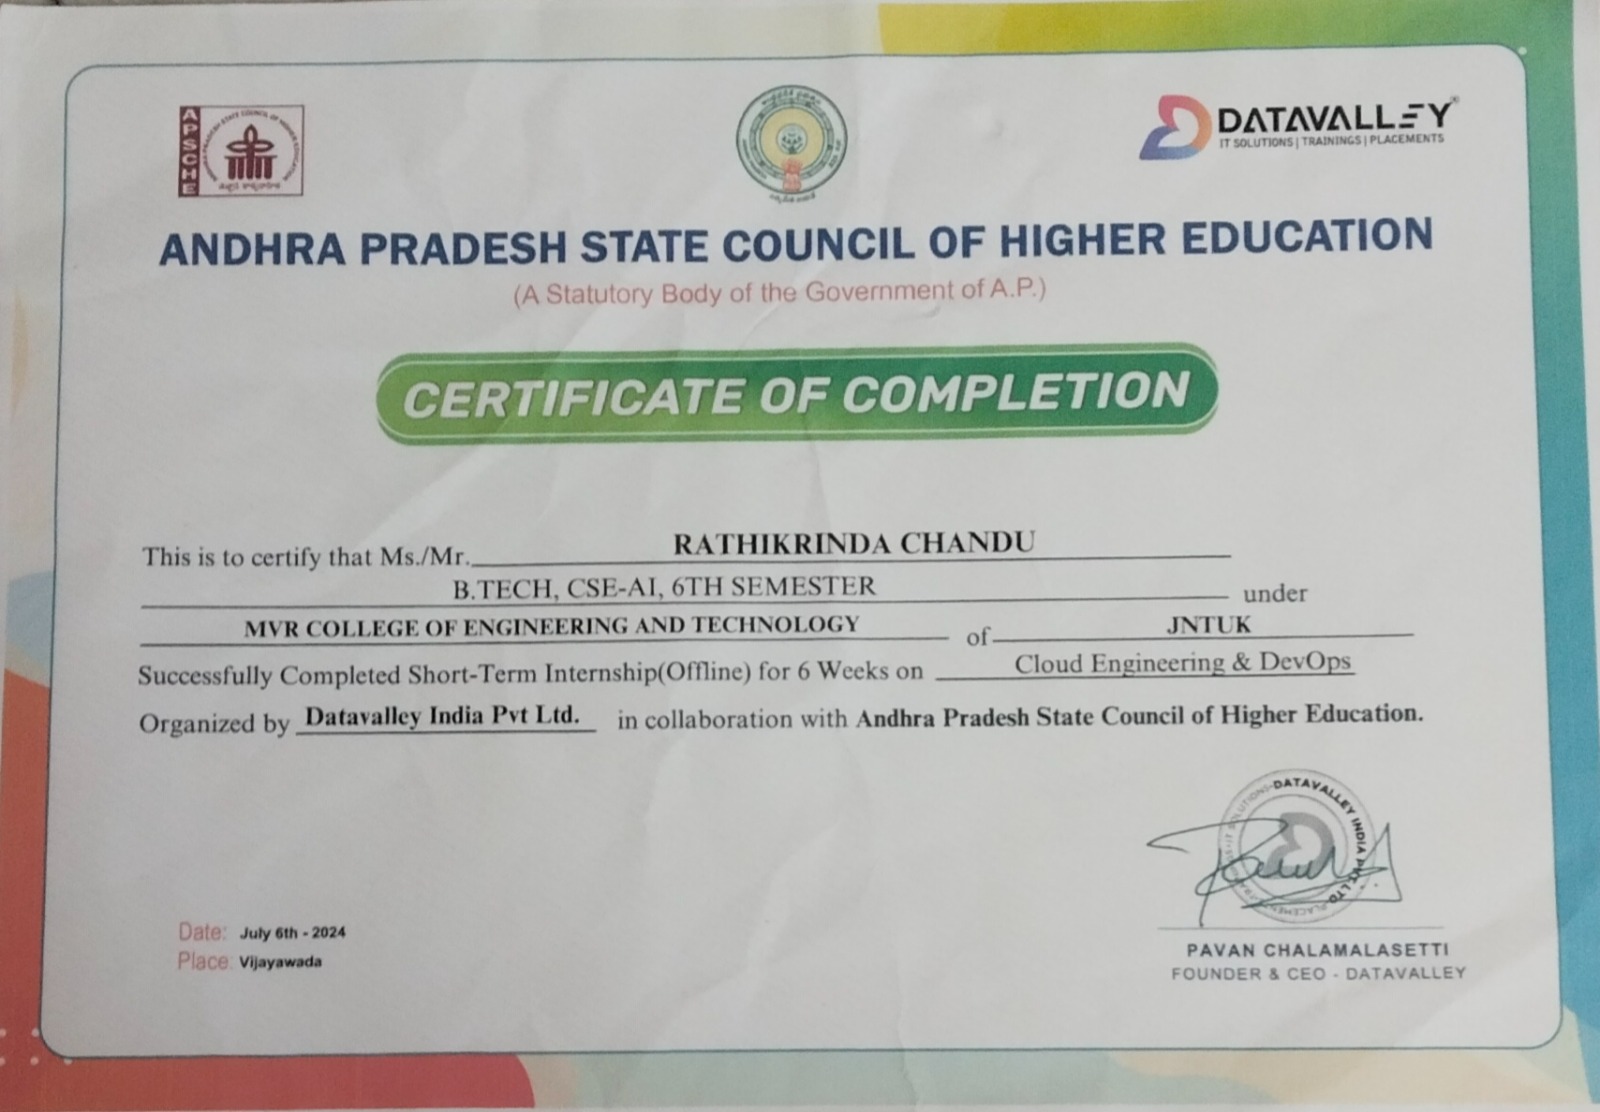 APSCHE
DATAVALLEY
IT SOLUTIONS | TRAININGS | PLACEMENTS
ANDHRA PRADESH STATE COUNCIL OF HIGHER EDUCATION
(A Statutory Body of the Government of A.P.)
CERTIFICATE OF COMPLETION
This is to certify that Ms./Mr. RATHIKRINDA CHANDU
B.TECH, CSE-AI, 6TH SEMESTER under
MVR COLLEGE OF ENGINEERING AND TECHNOLOGY of JNTUK
Successfully Completed Short-Term Internship(Offline) for 6 Weeks on Cloud Engineering & DevOps
Organized by Datavalley India Pvt Ltd. in collaboration with Andhra Pradesh State Council of Higher Education.
DATAVALLEY INDIA PVT LTD
Date: July 6th - 2024
Place: Vijayawada
PAVAN CHALAMALASETTI
FOUNDER & CEO - DATAVALLEY